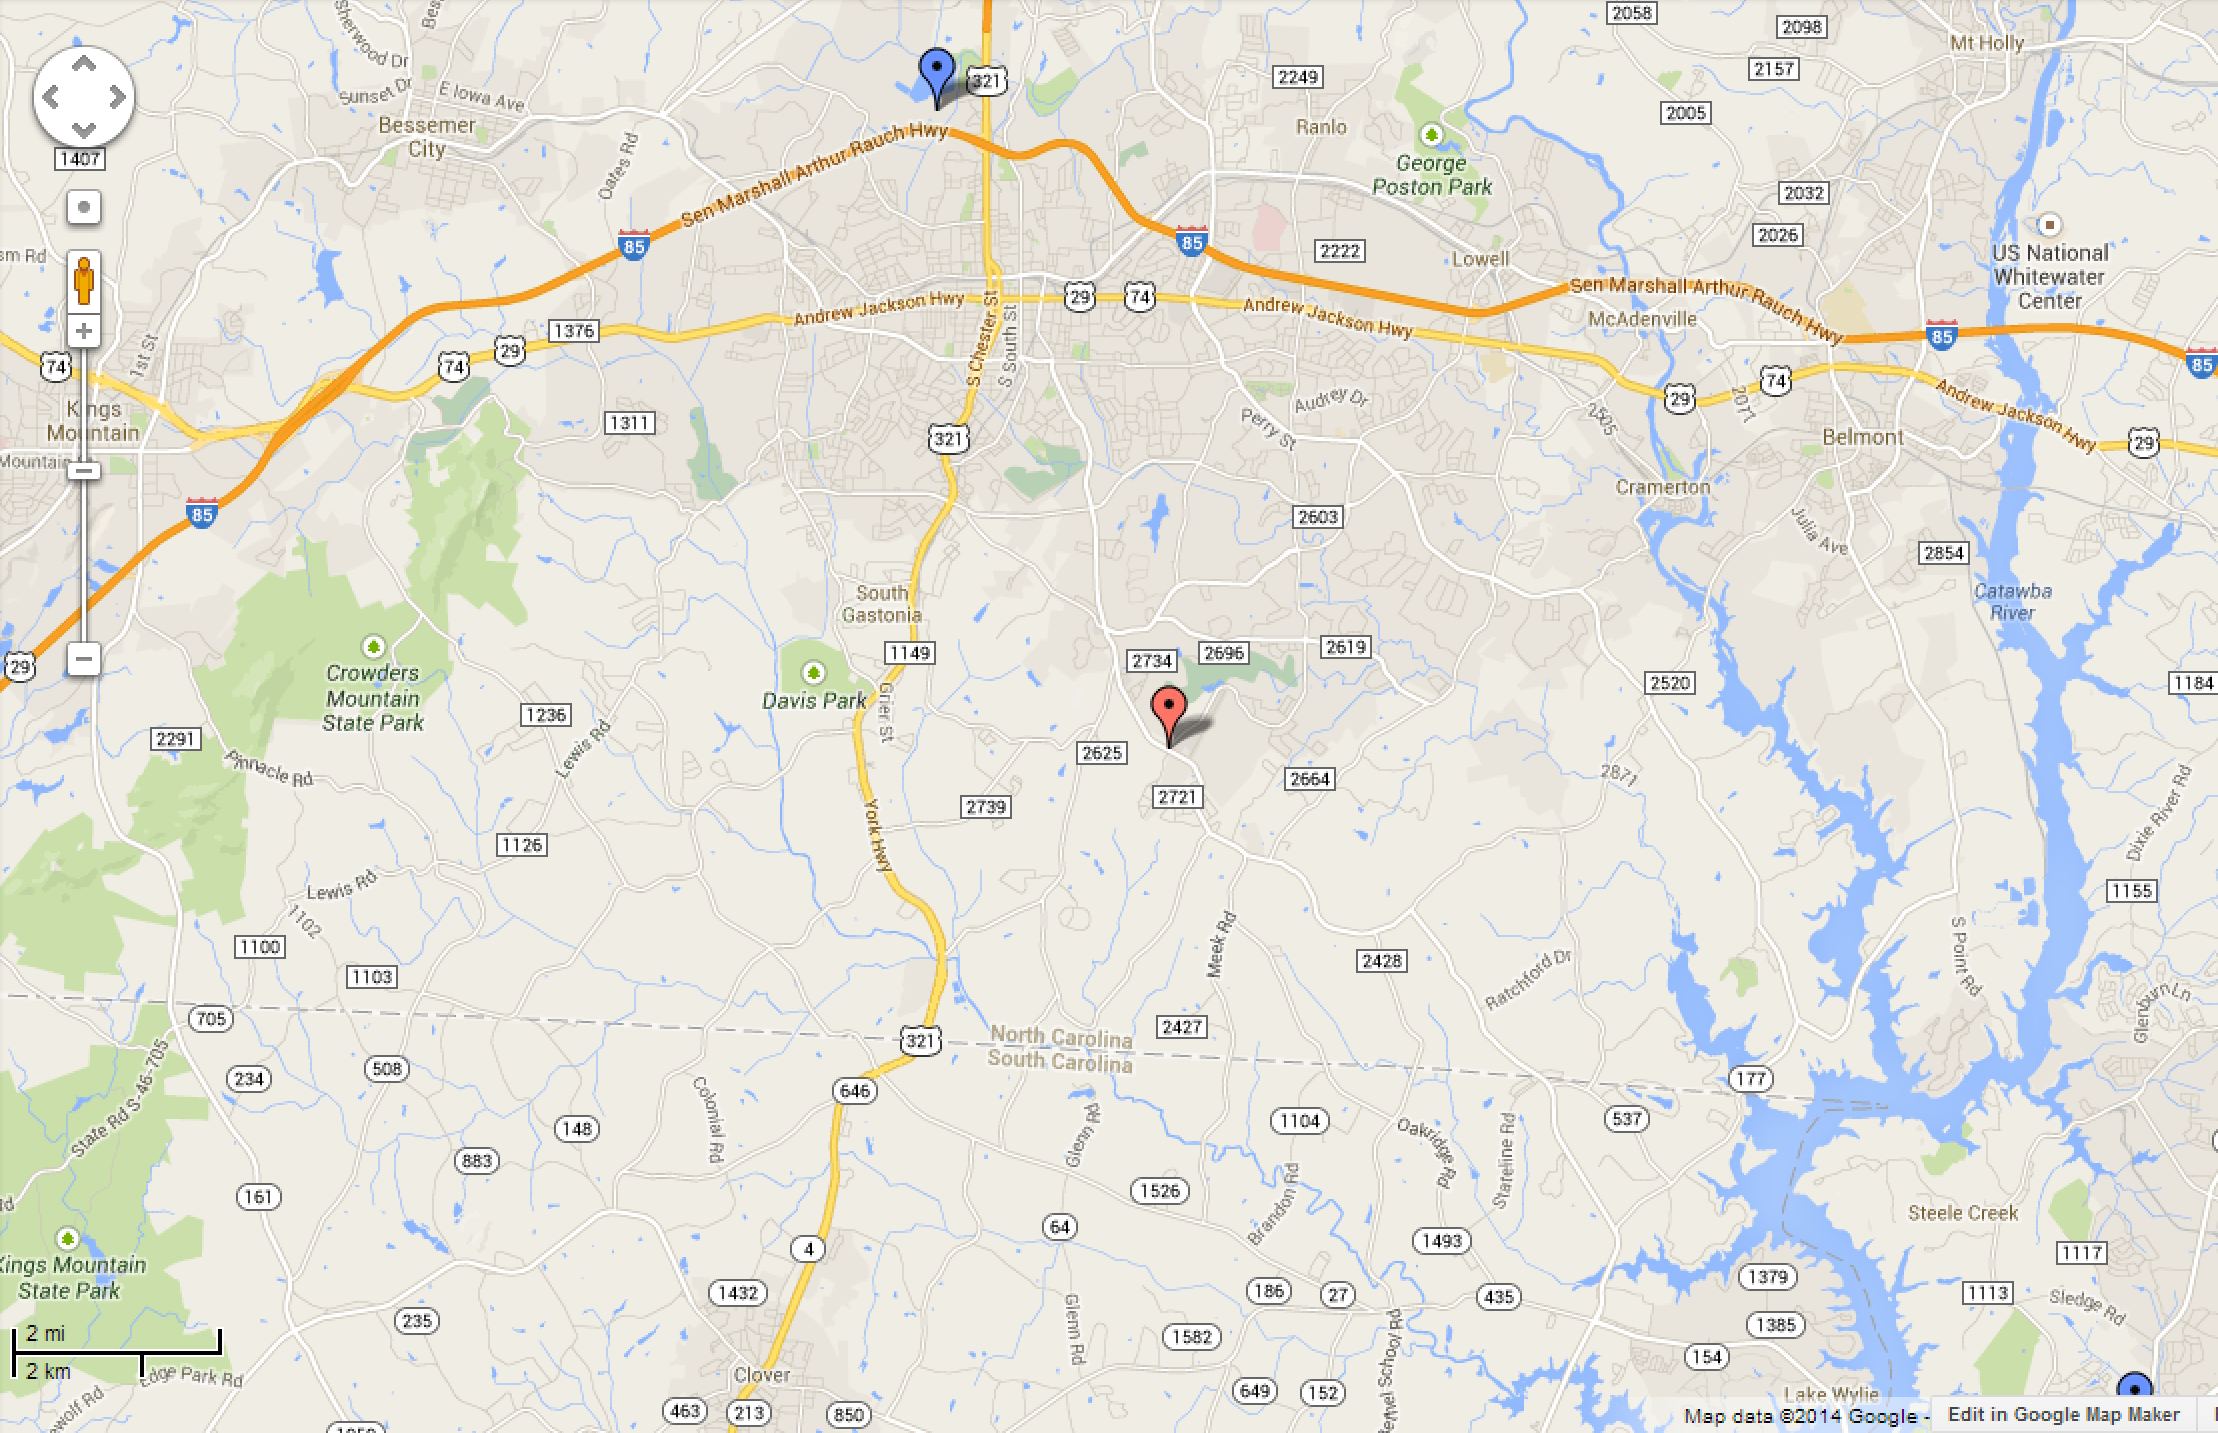 2058
2098
Mt Holly
Sherwood Dr
Bes
2157
321
2249
E Iowa Ave
Sunset Dr
2005
Bessemer
City
Ranlo
Sen Marshall Arthur Rauch Hwy
1407
Oates Rd
George
Poston Park
2032
2026
85
85
2222
Lowell
US National
Whitewater
Center
sm Rd
Sen Marshall Arthur Rauch Hwy
29
74
Andrew Jackson Hwy
Andrew Jackson Hwy
S Chester St
S South St
McAdenville
1376
85
85
1st St
74
74
29
74
29
2071
Andrew Jackson Hwy
Kings
Mountain
Audrey Dr
Perry St
2505
1311
321
Belmont
29
Mountain
Cramerton
85
2603
Julia Ave
2854
South
Gastonia
Catawba
River
29
1149
2734
2696
2619
Crowders
Mountain
State Park
Davis Park
Grier St
2520
1184
1236
Lewis Rd
2291
2625
Pinnacle Rd
2664
2871
2721
2739
York Hwy
Dixie River Rd
1126
Lewis Rd
1155
1102
1100
Meek Rd
2428
S Point Rd
1103
Ratchford Dr
Glenburn Ln
705
2427
321
North Carolina
South Carolina
State Rd S-46-705
508
234
177
646
Colonial Rd
Glenn Rd
1104
537
148
Oakridge Rd
Stateline Rd
883
161
1526
Brandon Rd
Steele Creek
Rd
64
4
1493
1117
Kings Mountain
State Park
1379
1432
186
27
435
1113
Sledge Rd
235
Glenn Rd
1582
1385
2 mi
2 km
154
Edge Park Rd
Clover
Bethel School Rd
649
152
Lake Wylie
463
213
850
Map data ©2014 Google -
Edit in Google Map Maker